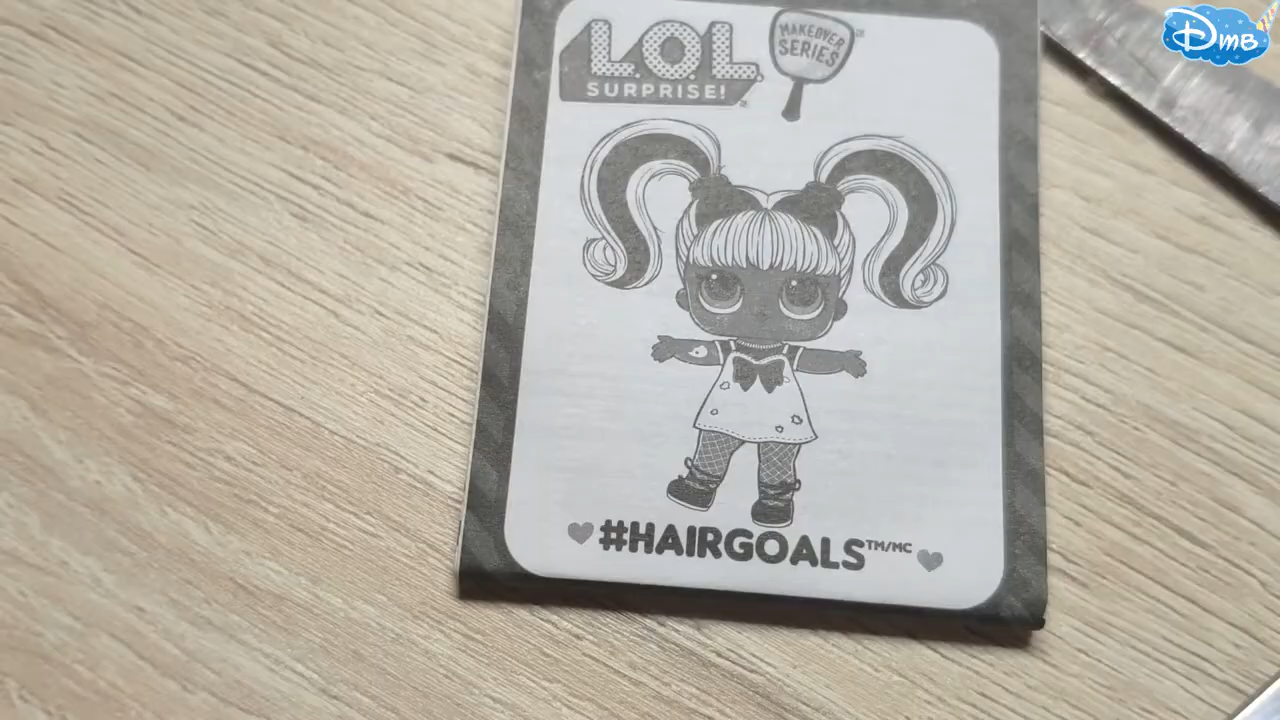 L.O.L.
SURPRISE!
MAKEOVER
SERIES
#HAIRGOALS™/MC
DMB